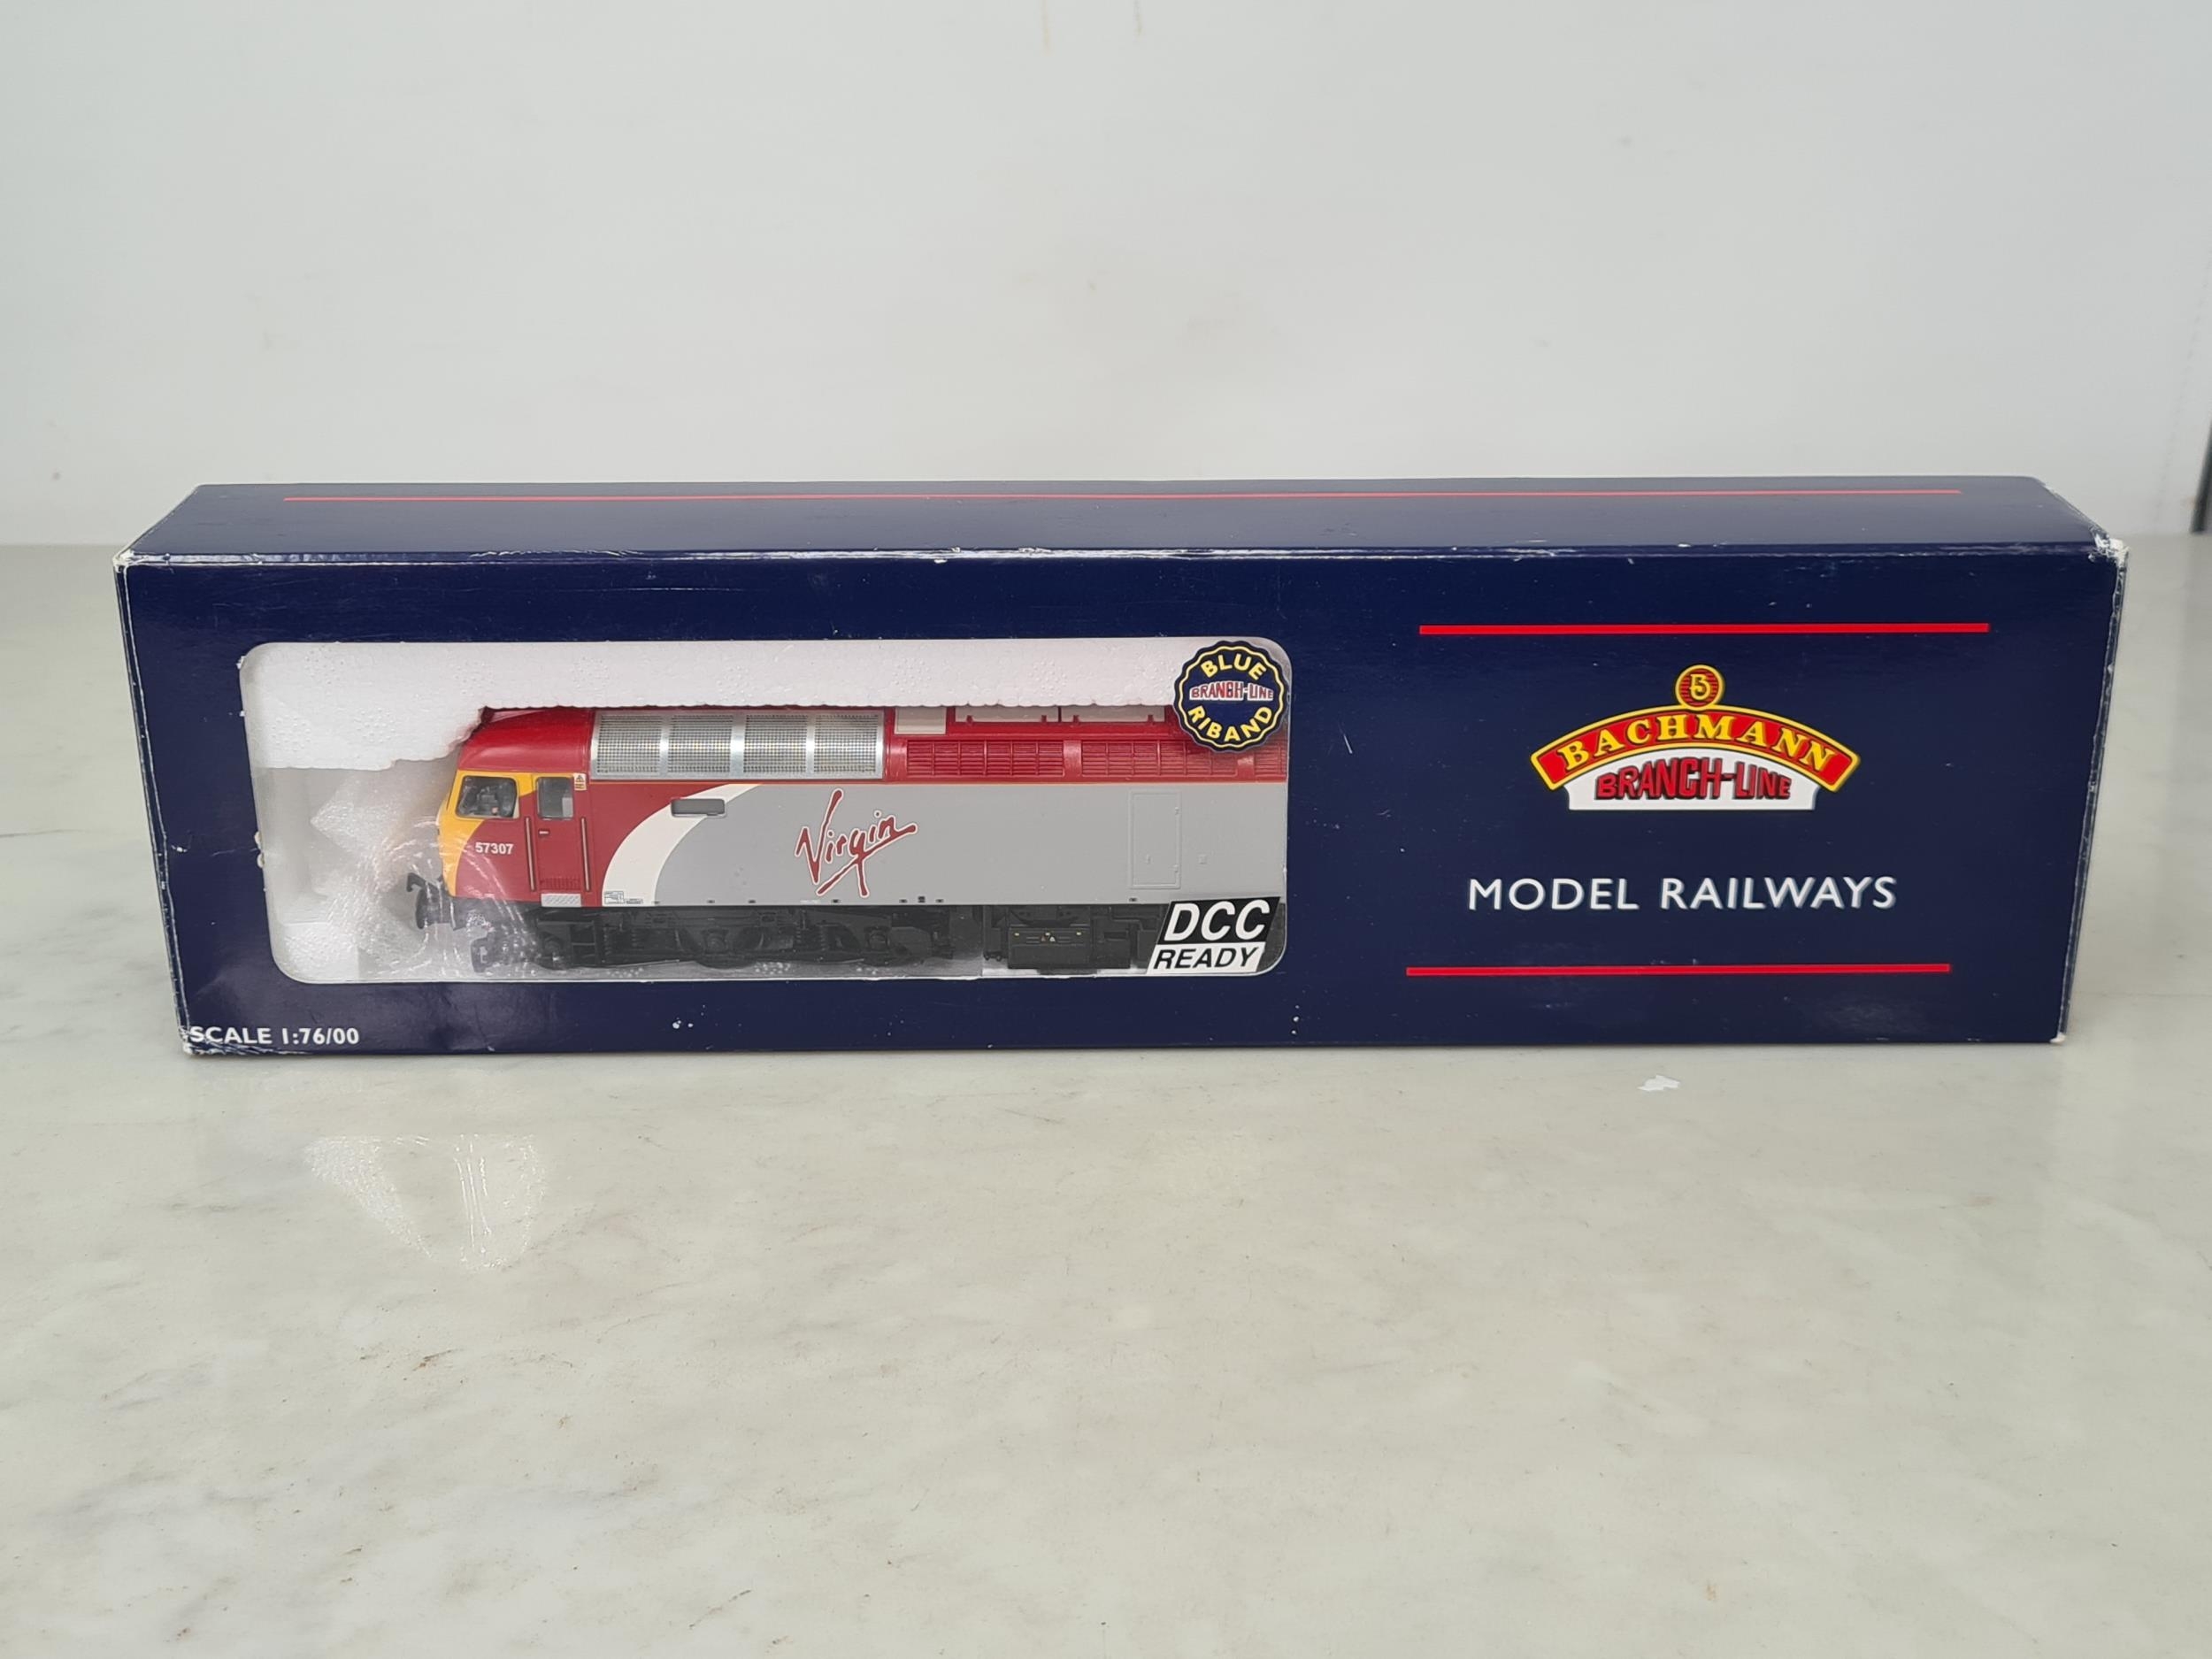 BLUE
BRANCH-LINE
RIBAND
57307
Virgin
DCC
READY
SCALE 1:76/00
B
BACHMANN
BRANCH-LINE
MODEL RAILWAYS